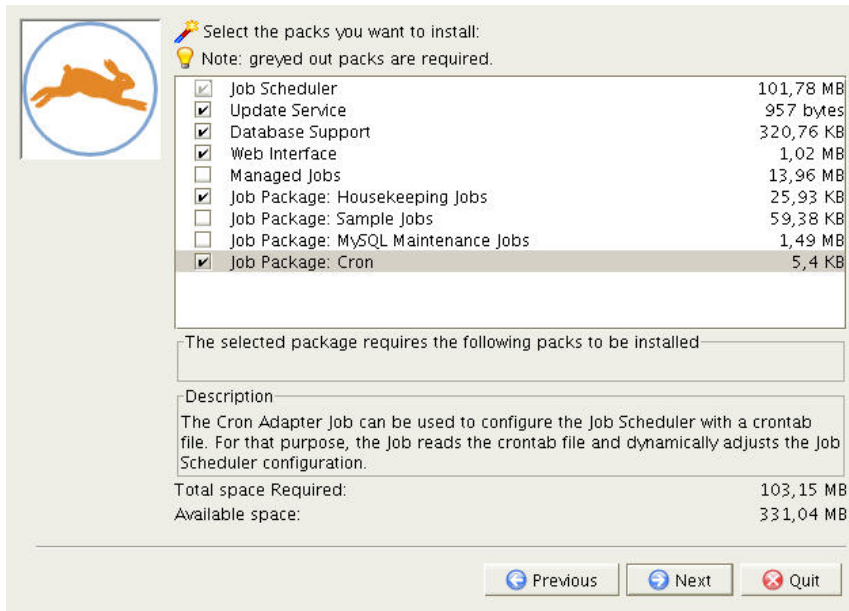 Select the packs you want to install:
Note: greyed out packs are required.
Job Scheduler 101,78 MB
Update Service 957 bytes
Database Support 320,76 KB
Web Interface 1,02 MB
Managed Jobs 13,96 MB
Job Package: Housekeeping Jobs 25,93 KB
Job Package: Sample Jobs 59,38 KB
Job Package: MySQL Maintenance Jobs 1,49 MB
Job Package: Cron 5,4 KB
The selected package requires the following packs to be installed
Description
The Cron Adapter Job can be used to configure the Job Scheduler with a crontab
file. For that purpose, the Job reads the crontab file and dynamically adjusts the Job
Scheduler configuration.
Total space Required: 103,15 MB
Available space: 331,04 MB
Previous Next Quit